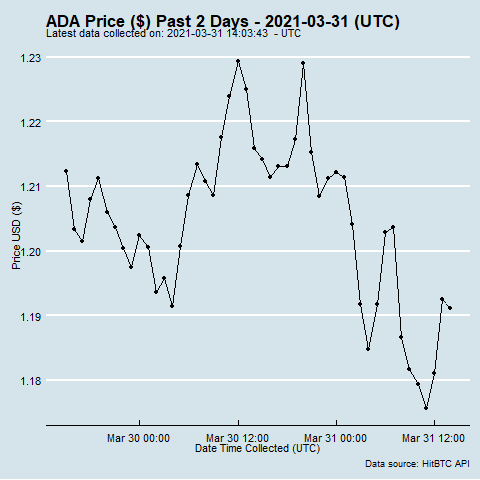 ADA Price ($) Past 2 Days - 2021-03-31 (UTC)
Latest data collected on: 2021-03-31 14:03:43  - UTC
1.23
1.22
1.21
1.20
1.19
1.18
Price USD ($)
Mar 30 00:00
Mar 30 12:00
Mar 31 00:00
Mar 31 12:00
Date Time Collected (UTC)
Data source: HitBTC API